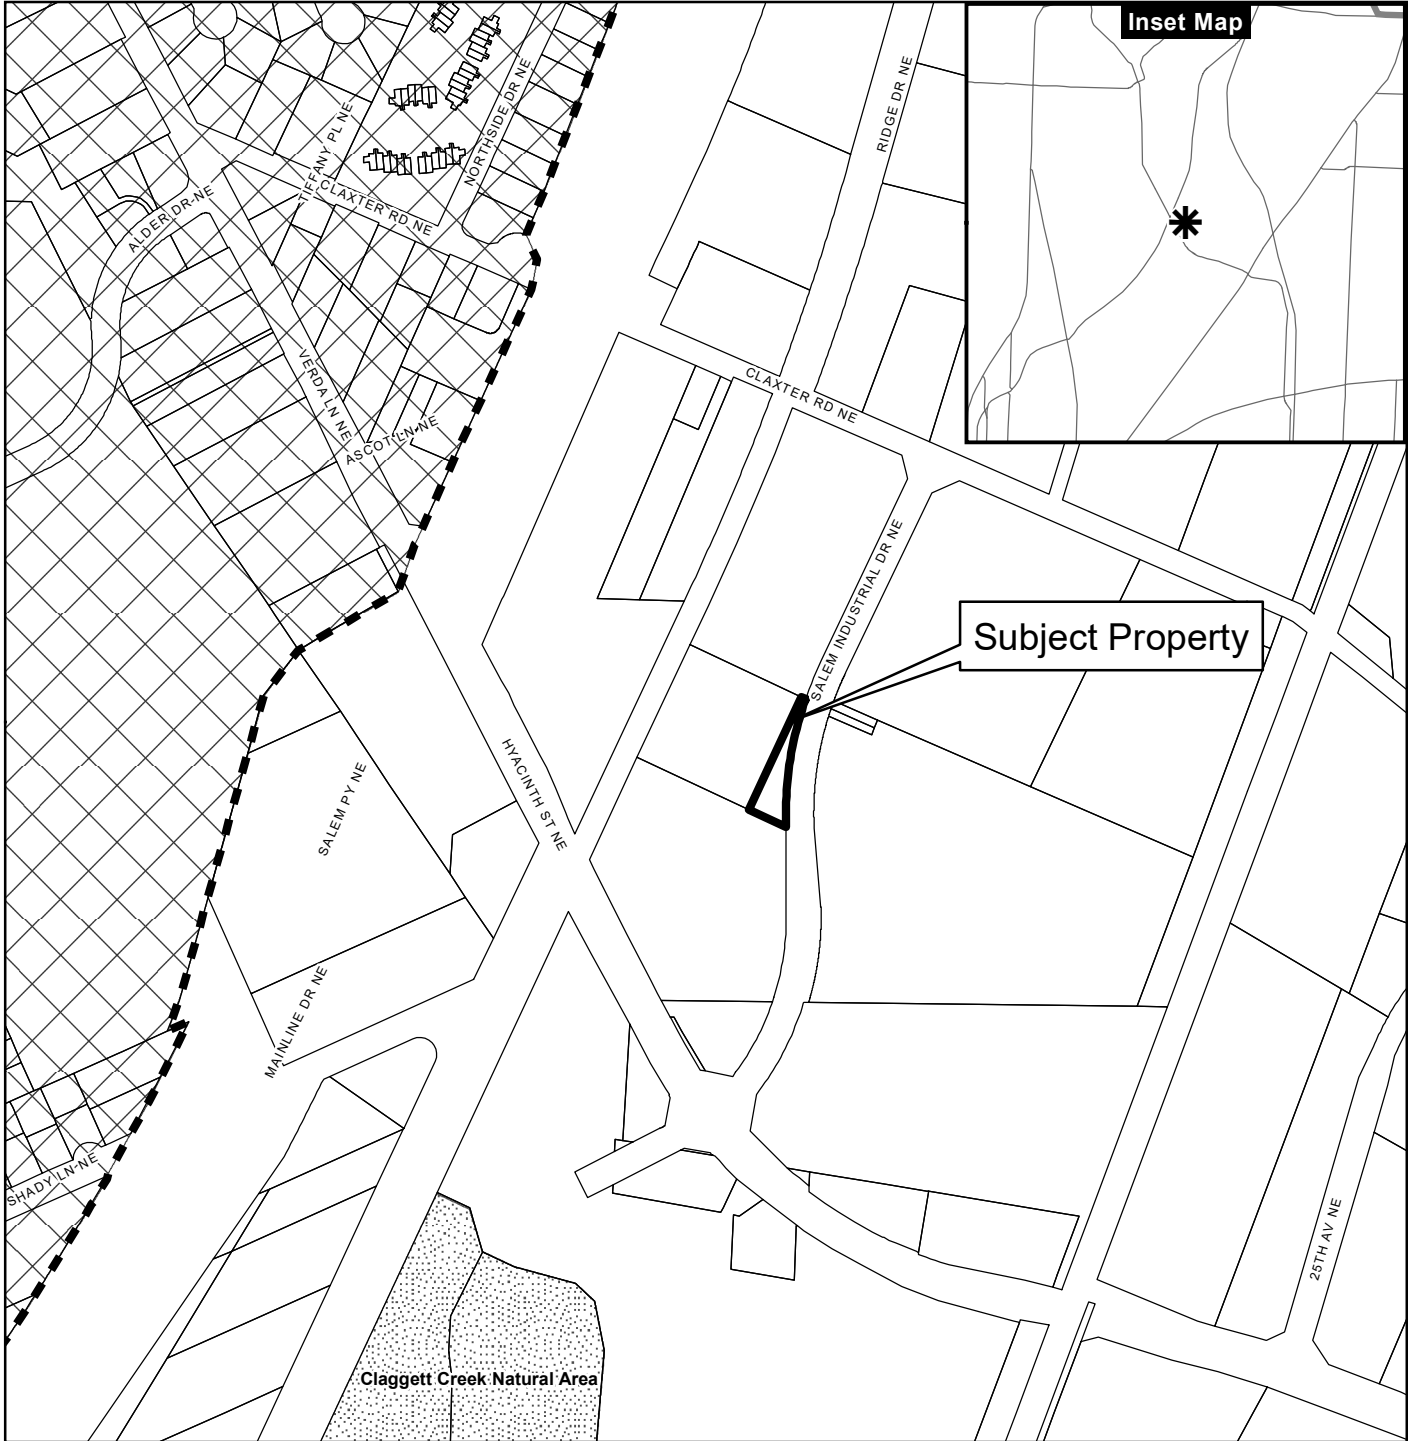 Inset Map
RIDGE DR NE
NORTHSIDE DR NE
TIFFANY PL NE
CLAXTER RD NE
ALDER DR NE
VERDA LN NE
ASCOT LN NE
CLAXTER RD NE
SALEM INDUSTRIAL DR NE
Subject Property
HYACINTH ST NE
SALEM PY NE
MAINLINE DR NE
SHADY LN NE
25TH AV NE
Claggett Creek Natural Area